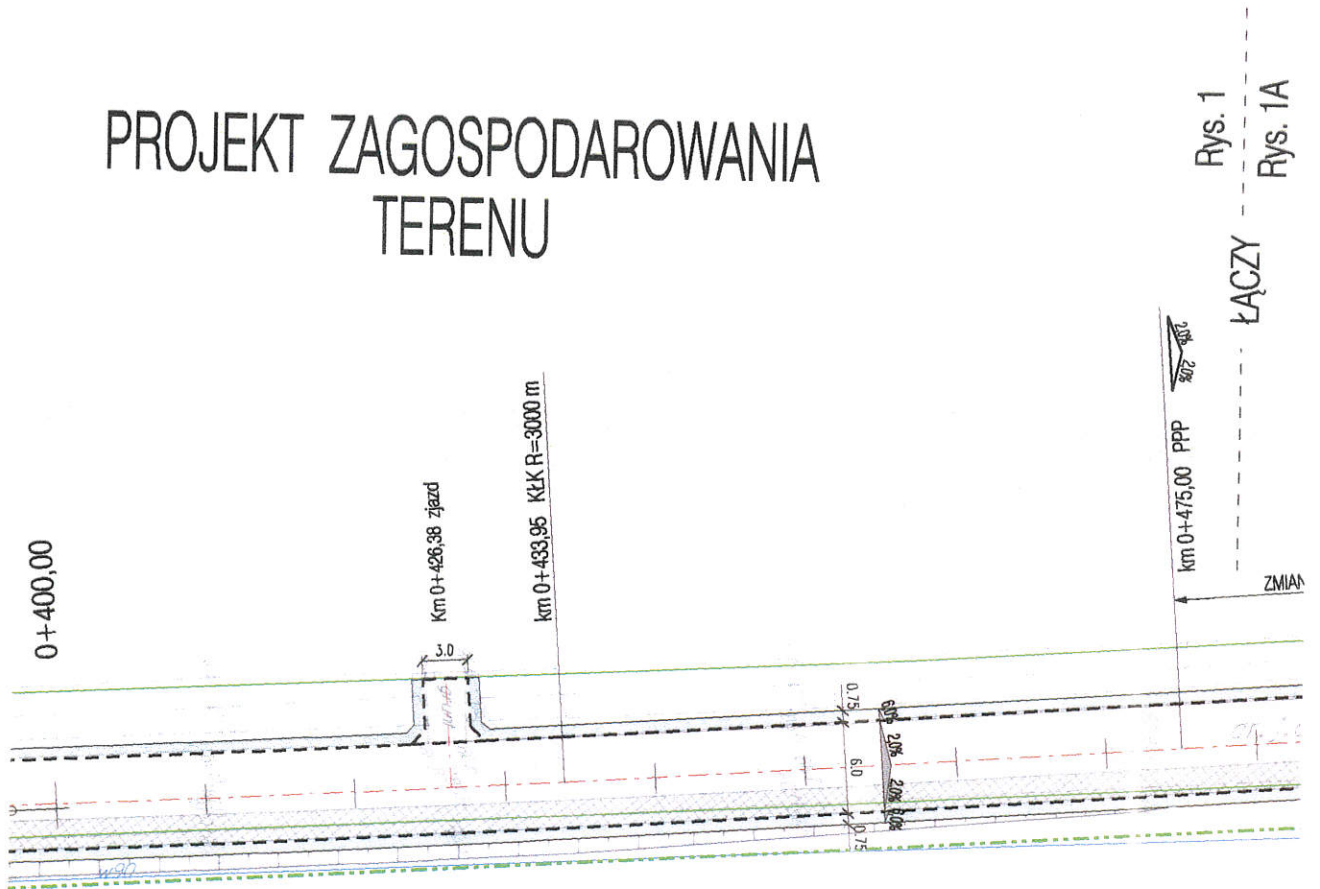 PROJEKT ZAGOSPODAROWANIA
TERENU
Rys. 1
ŁĄCZY
Rys. 1A
0+400,00
Km 0+426,38 zjazd
km 0+433,95 KŁK R=3000 m
km 0+475,00 PPP
2.0% 2.0%
ZMIAN
3.0
0.75
6.0
0.75
6.0%
2.0%
2.0%